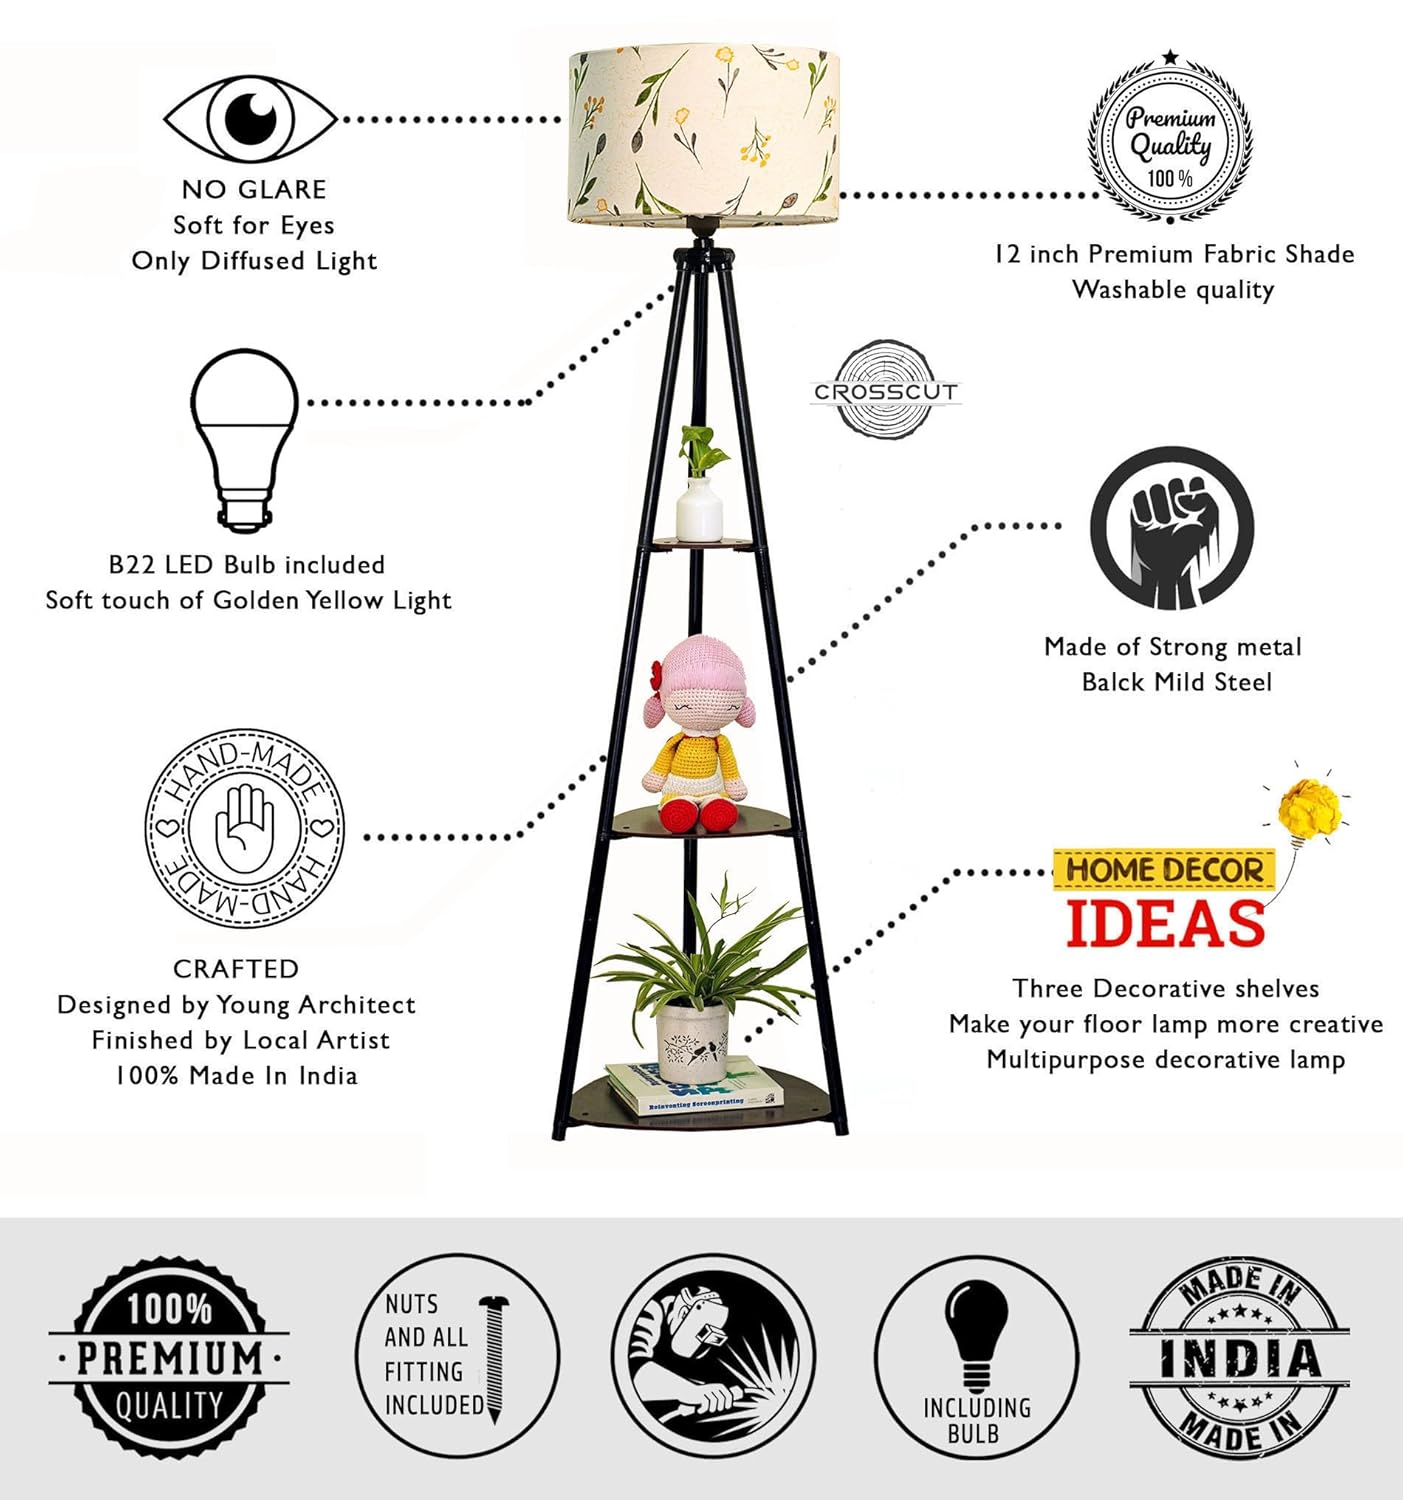 NO GLARE
Soft for Eyes
Only Diffused Light
Premium
Quality
100 %
12 inch Premium Fabric Shade
Washable quality
CROSSCUT
B22 LED Bulb included
Soft touch of Golden Yellow Light
Made of Strong metal
Balck Mild Steel
HAND-MADE
HAND-MADE
CRAFTED
Designed by Young Architect
Finished by Local Artist
100% Made In India
HOME DECOR
IDEAS
Three Decorative shelves
Make your floor lamp more creative
Multipurpose decorative lamp
Reinventing Screenprinting
100%
PREMIUM
QUALITY
NUTS
AND ALL
FITTING
INCLUDED
INCLUDING
BULB
MADE IN
INDIA
MADE IN